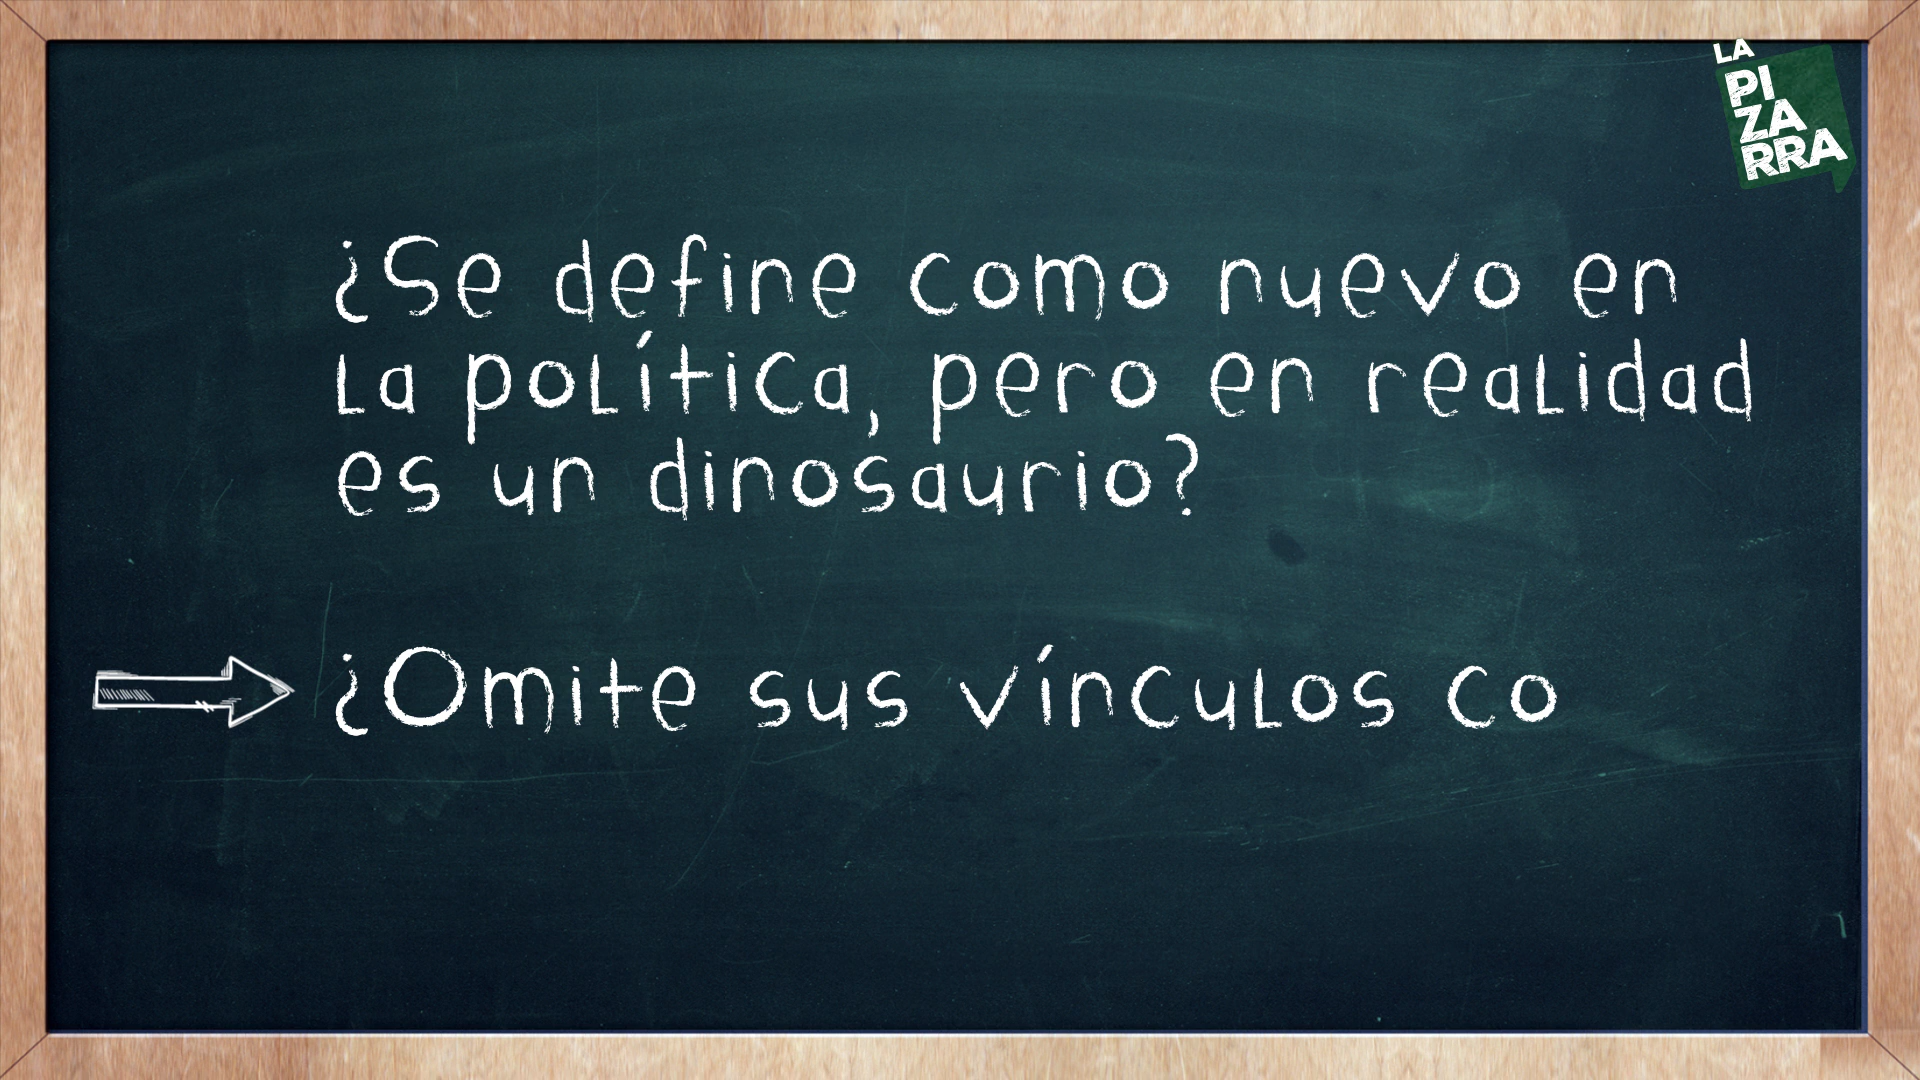 LA
PI
ZA
RRA
¿Se define como nuevo en
la política, pero en realidad
es un dinosaurio?
¿Omite sus vínculos co